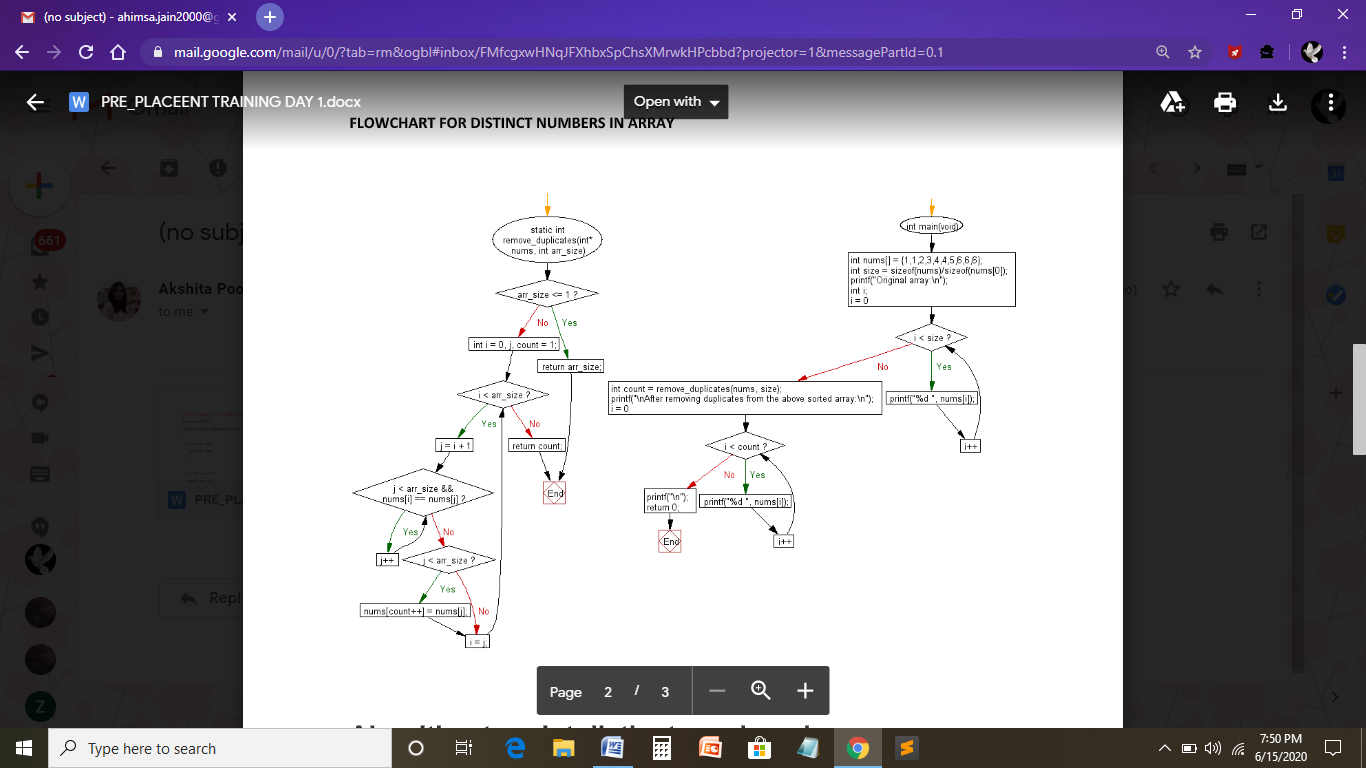 (no subject) - ahimsa.jain2000@g
mail.google.com/mail/u/0/?tab=rm&ogbl#inbox/FMfcgxwHNqJFXhbxSpChsXMrwkHPcbbd?projector=1&messagePartId=0.1
PRE_PLACEENT TRAINING DAY 1.docx
Open with
FLOWCHART FOR DISTINCT NUMBERS IN ARRAY
661
(no subj
Akshita Poo
to me
W PRE_PL
Repl
static int
remove_duplicates(int*
nums, int arr_size)
arr_size <= 1 ?
No
Yes
int i = 0, j, count = 1;
return arr_size;
i < arr_size ?
Yes
No
j = i + 1
return count;
End
j < arr_size &&
nums[i] == nums[j] ?
Yes
No
j++
j < arr_size ?
Yes
nums[count++] = nums[j];
No
i = j;
int main(void)
int nums[] = {1,1,2,3,4,4,5,6,6,6};
int size = sizeof(nums)/sizeof(nums[0]);
printf("Original array:\n");
int i;
i = 0
i < size ?
No
Yes
int count = remove_duplicates(nums, size);
printf("\nAfter removing duplicates from the above sorted array:\n");
i = 0
printf("%d ", nums[i]);
i++
i < count ?
No
Yes
printf("\n");
return 0;
printf("%d ", nums[i]);
End
i++
Page 2 / 3
Z
Type here to search
7:50 PM
6/15/2020